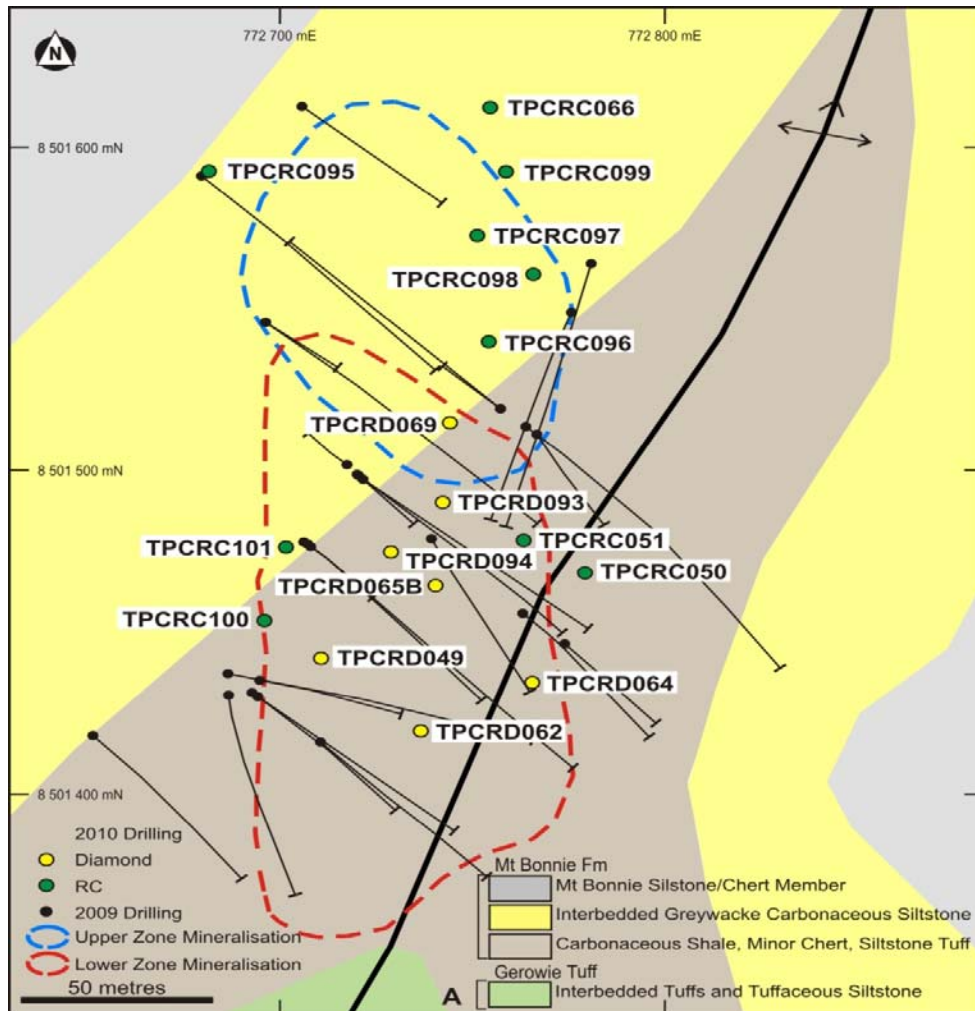 772 700 mE
772 800 mE
N
TPCRC066
8 501 600 mN
TPCRC095
TPCRC099
TPCRC097
TPCRC098
TPCRC096
TPCRD069
8 501 500 mN
TPCRD093
TPCRC051
TPCRC101
TPCRD094
TPCRC050
TPCRD065B
TPCRC100
TPCRD049
TPCRD064
TPCRD062
8 501 400 mN
2010 Drilling
Diamond
RC
2009 Drilling
Upper Zone Mineralisation
Lower Zone Mineralisation
50 metres
Mt Bonnie Fm
Mt Bonnie Silstone/Chert Member
Interbedded Greywacke Carbonaceous Siltstone
Carbonaceous Shale, Minor Chert, Siltstone Tuff
Gerowie Tuff
A
Interbedded Tuffs and Tuffaceous Siltstone